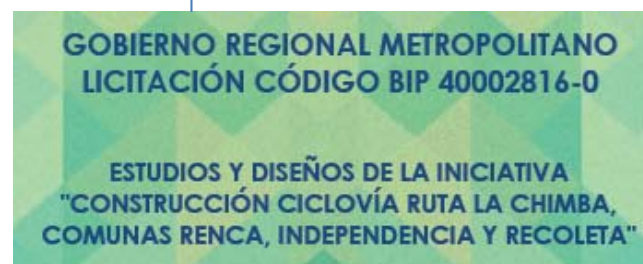 GOBIERNO REGIONAL METROPOLITANO
LICITACIÓN CÓDIGO BIP 40002816-0
ESTUDIOS Y DISEÑOS DE LA INICIATIVA
"CONSTRUCCIÓN CICLOVÍA RUTA LA CHIMBA,
COMUNAS RENCA, INDEPENDENCIA Y RECOLETA"